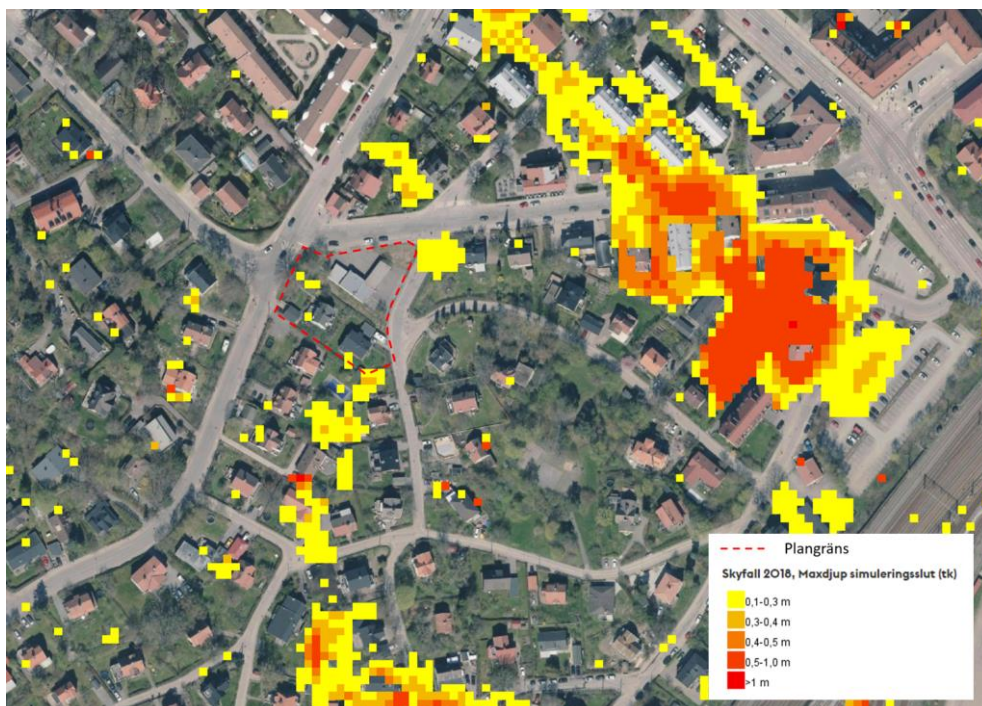 Plangräns
Skyfall 2018, Maxdjup simuleringsslut (tk)
0,1-0,3 m
0,3-0,4 m
0,4-0,5 m
0,5-1,0 m
>1 m